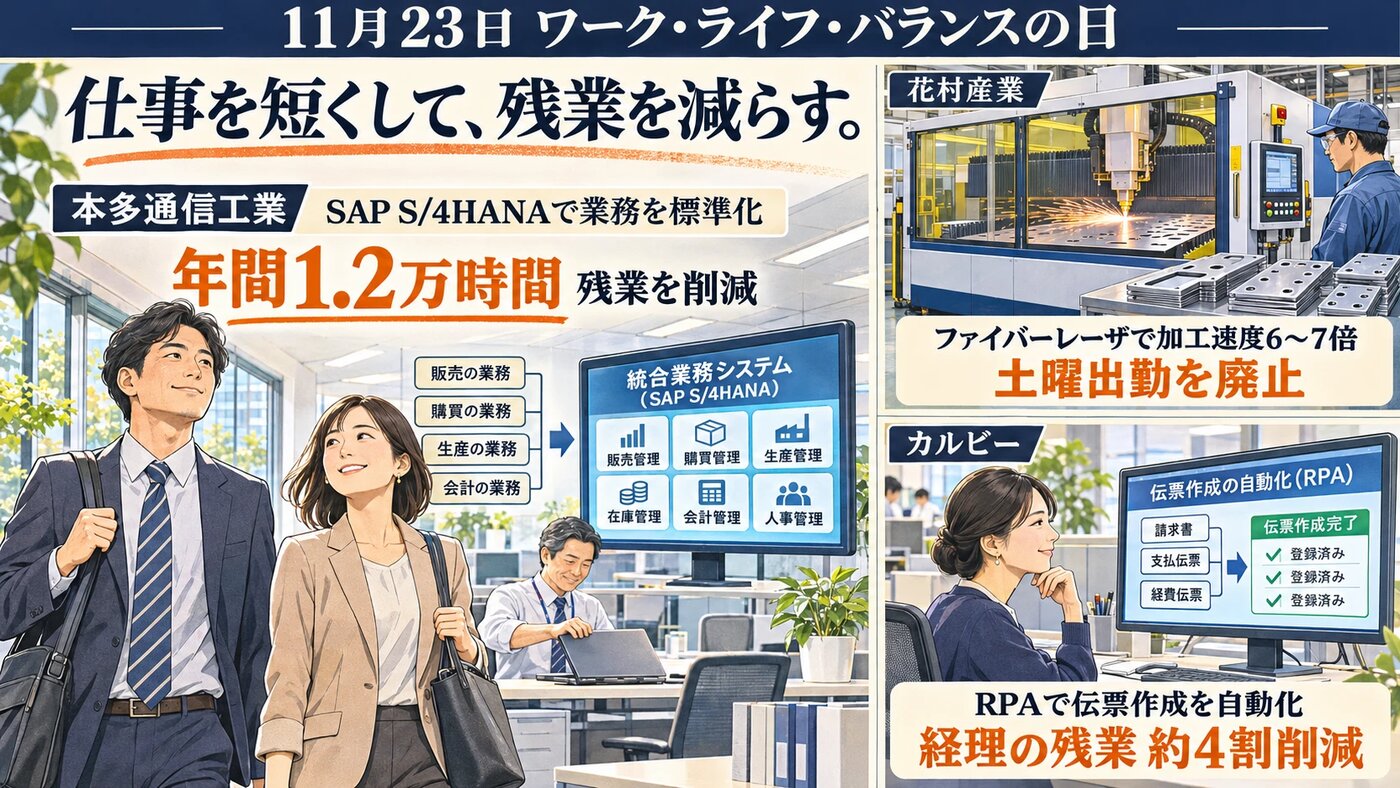 11月23日 ワーク・ライフ・バランスの日
仕事を短くして、残業を減らす。
本多通信工業
SAP S/4HANAで業務を標準化
年間1.2万時間 残業を削減
販売の業務
購買の業務
生産の業務
会計の業務
統合業務システム
(SAP S/4HANA)
販売管理
購買管理
生産管理
在庫管理
会計管理
人事管理
花村産業
ファイバーレーザで加工速度6〜7倍
土曜出勤を廃止
カルビー
伝票作成の自動化(RPA)
請求書
支払伝票
経費伝票
伝票作成完了
登録済み
登録済み
登録済み
RPAで伝票作成を自動化
経理の残業 約4割削減